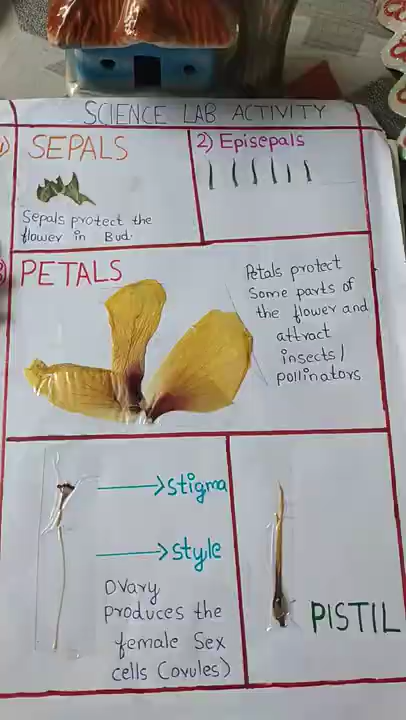 SCIENCE LAB ACTIVITY
SEPALS
Sepals protect the
flower in Bud.
2) Episepals
PETALS
Petals protect
Some parts of
the flower and
attract
insects/
pollinators
stigma
style
Ovary
produces the
female Sex
cells (ovules)
PISTIL